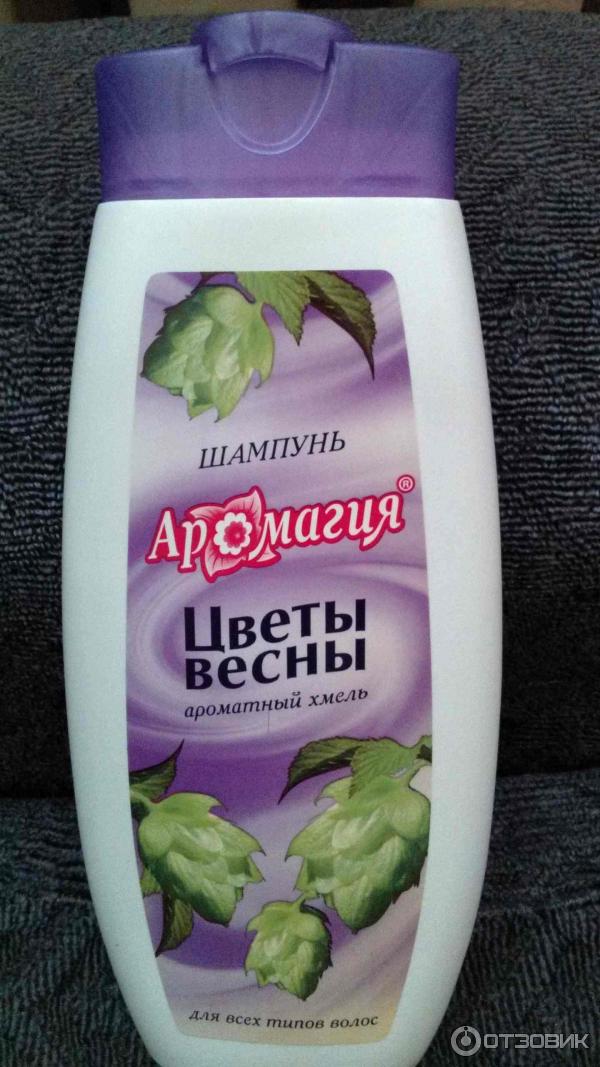 ШАМПУНЬ
Аромагия®
Цветы
весны
ароматный хмель
для всех типов волос
ОТЗОВИК